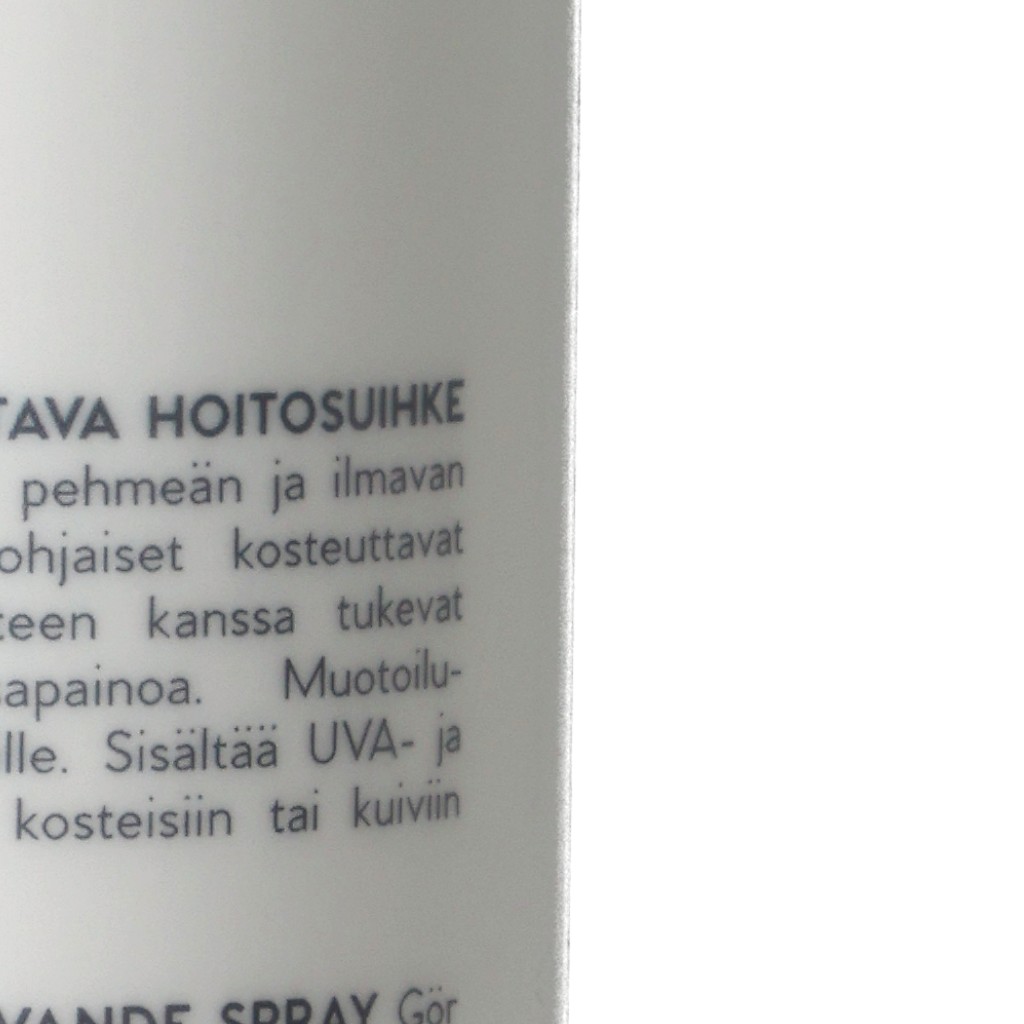 TAVA HOITOSUIHKE
pehmeän ja ilmavan
ohjaiset kosteuttavat
teen kanssa tukevat
sapainoa. Muotoilu-
lle. Sisältää UVA- ja
kosteisiin tai kuiviin
VANDE SPRAY Gör